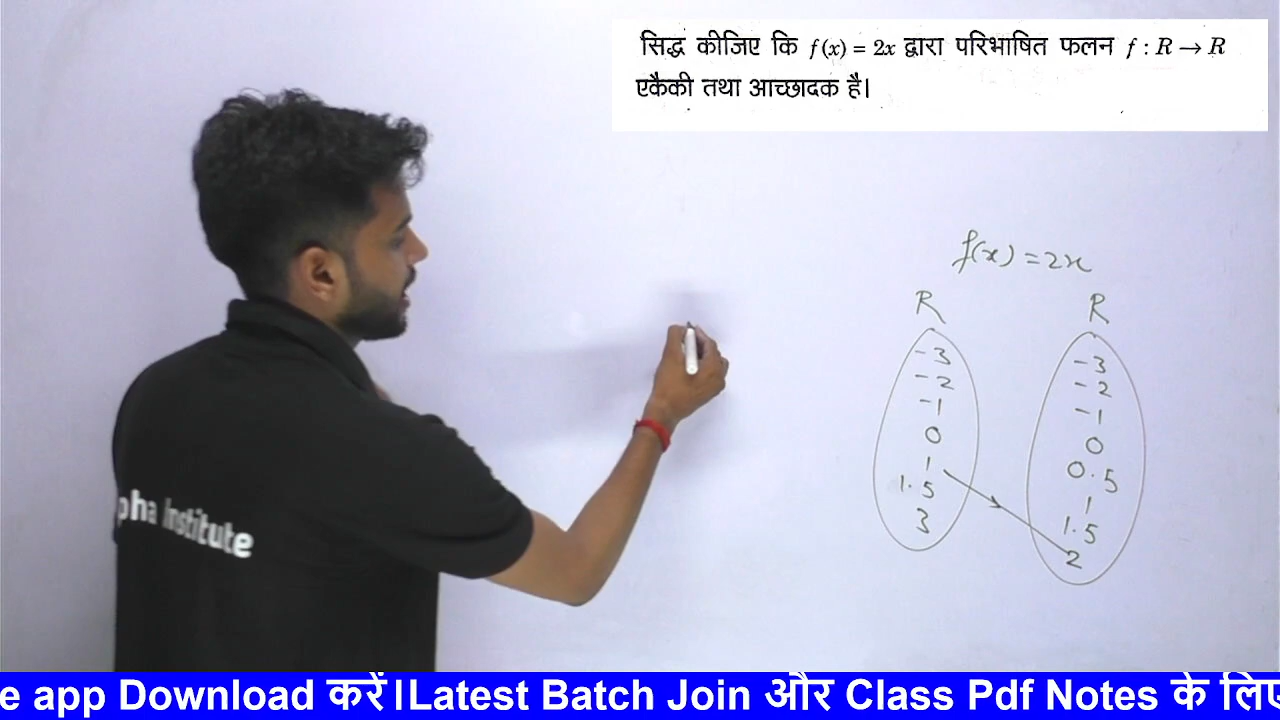 सिद्ध कीजिए कि f(x) = 2x द्वारा परिभाषित फलन f : R → R
एकैकी तथा आच्छादक है।
f(x) = 2x
R
-3
-2
-1
0
1
1.5
3
R
-3
-2
-1
0
0.5
1
1.5
2
pha Institute
e app Download करें।Latest Batch Join और Class Pdf Notes के लिए